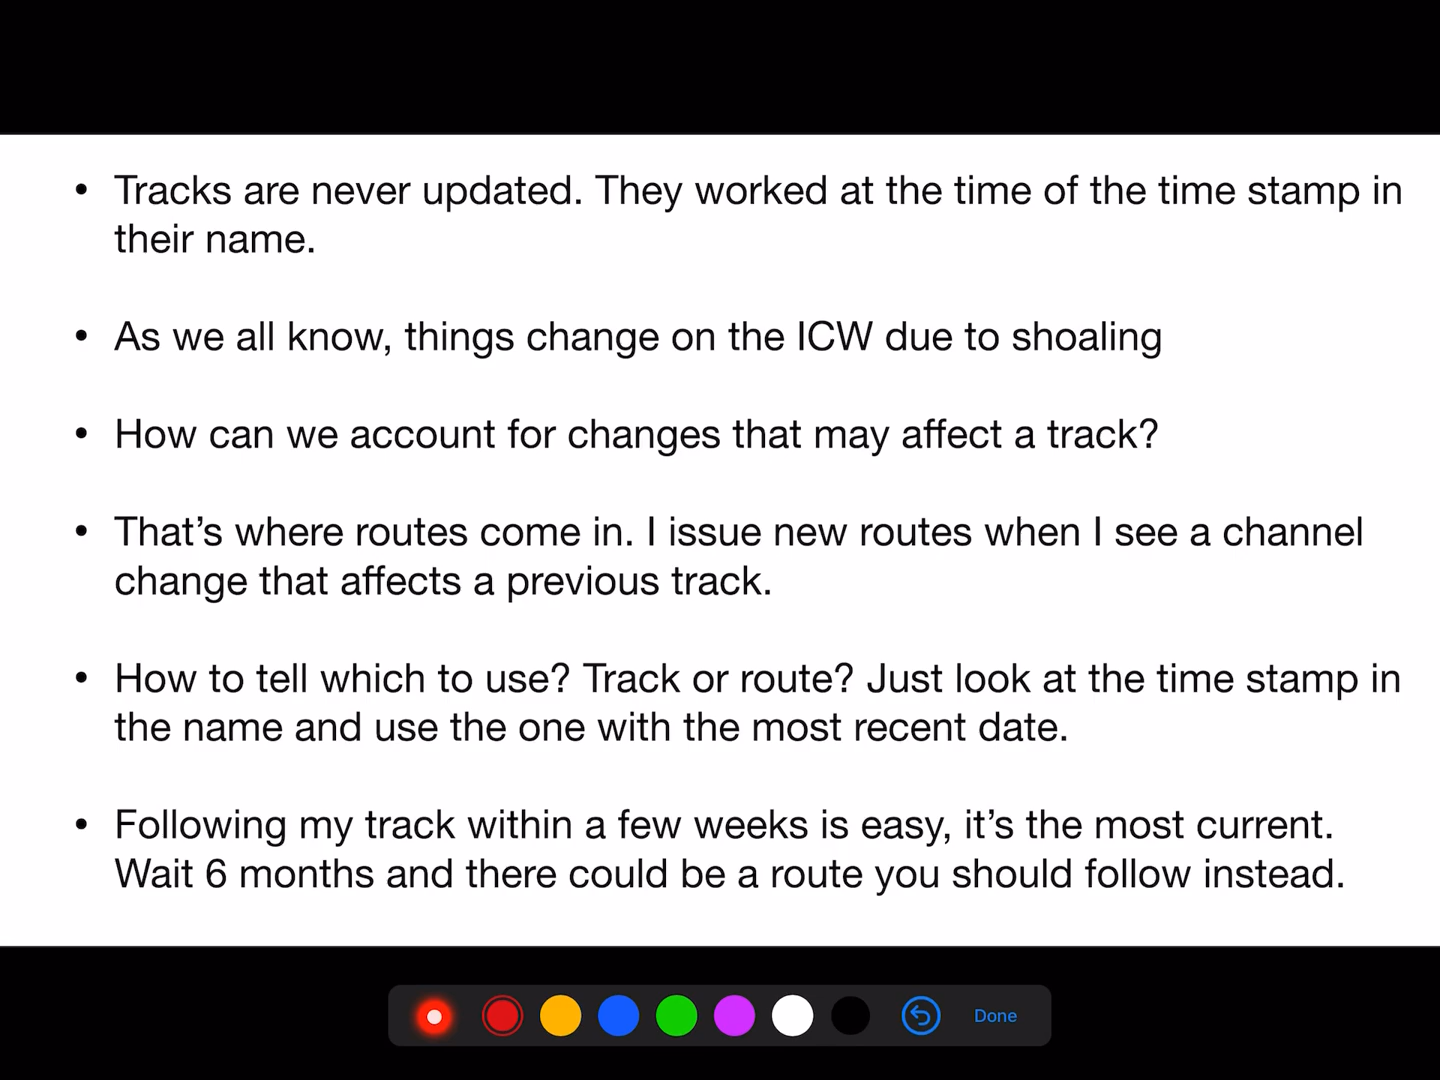 • Tracks are never updated. They worked at the time of the time stamp in
their name.
• As we all know, things change on the ICW due to shoaling
• How can we account for changes that may affect a track?
• That’s where routes come in. I issue new routes when I see a channel
change that affects a previous track.
• How to tell which to use? Track or route? Just look at the time stamp in
the name and use the one with the most recent date.
• Following my track within a few weeks is easy, it’s the most current.
Wait 6 months and there could be a route you should follow instead.
Done